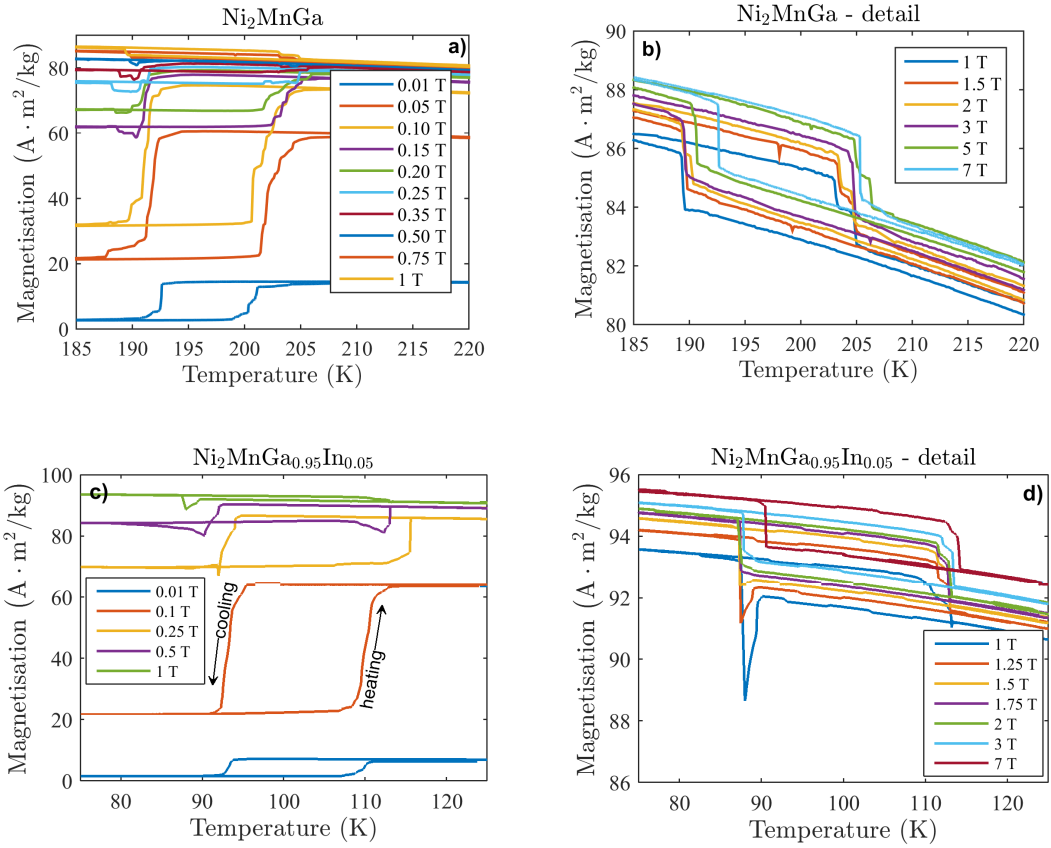 Ni2MnGa
a)
Magnetisation (A · m²/kg)
80
60
40
20
0
185 190 195 200 205 210 215 220
Temperature (K)
0.01 T
0.05 T
0.10 T
0.15 T
0.20 T
0.25 T
0.35 T
0.50 T
0.75 T
1 T
Ni2MnGa - detail
b)
Magnetisation (A · m²/kg)
90
88
86
84
82
80
185 190 195 200 205 210 215 220
Temperature (K)
1 T
1.5 T
2 T
3 T
5 T
7 T
Ni2MnGa0.95In0.05
c)
Magnetisation (A · m²/kg)
100
80
60
40
20
0
80 90 100 110 120
Temperature (K)
0.01 T
0.1 T
0.25 T
0.5 T
1 T
cooling
heating
Ni2MnGa0.95In0.05 - detail
d)
Magnetisation (A · m²/kg)
96
94
92
90
88
86
80 90 100 110 120
Temperature (K)
1 T
1.25 T
1.5 T
1.75 T
2 T
3 T
7 T